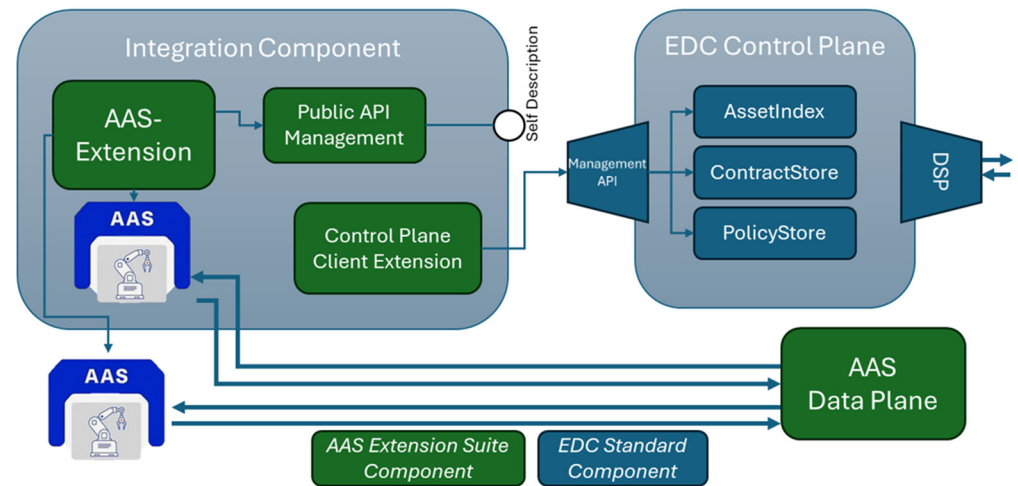 Integration Component
EDC Control Plane
Self Description
AAS-
Extension
Public API
Management
AssetIndex
Management
API
ContractStore
DSP
PolicyStore
AAS
Control Plane
Client Extension
AAS
AAS
Data Plane
AAS Extension Suite
Component
EDC Standard
Component